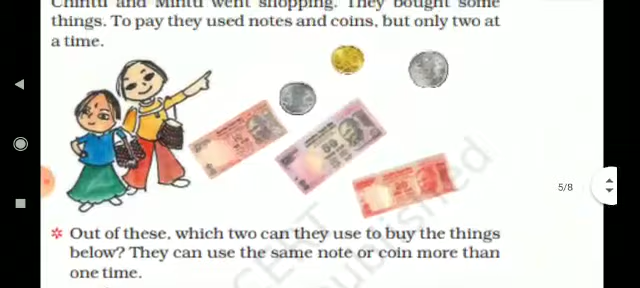 Chintu and Mintu went shopping. They bought some
things. To pay they used notes and coins, but only two at
a time.
50
5/8
* Out of these, which two can they use to buy the things
below? They can use the same note or coin more than
one time.